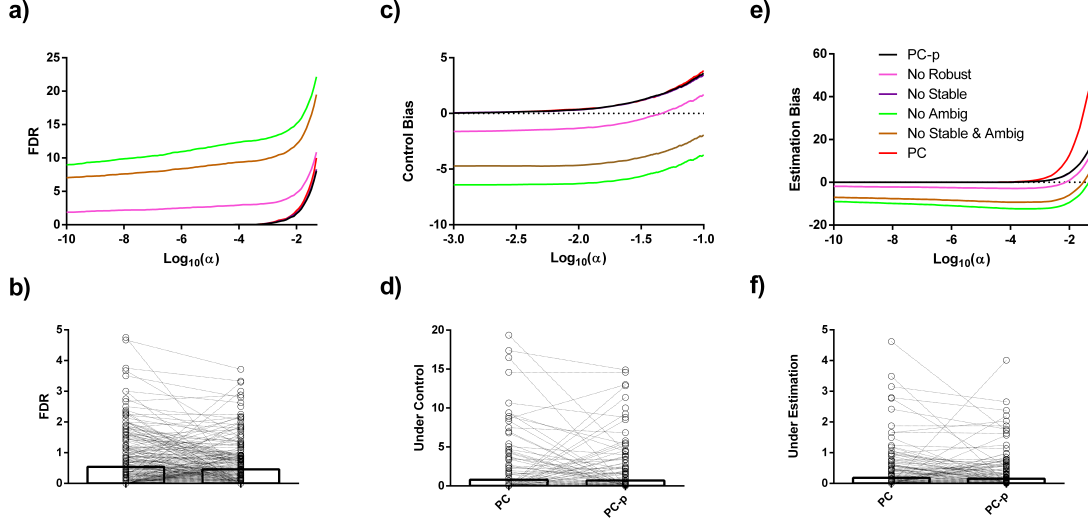 a)
c)
e)
25
20
15
10
5
0
FDR
-10
-8
-6
-4
-2
Log10(α)
5
0
-5
-10
Control Bias
-3.0
-2.5
-2.0
-1.5
-1.0
Log10(α)
60
40
20
0
-20
Estimation Bias
-10
-8
-6
-4
-2
Log10(α)
PC-p
No Robust
No Stable
No Ambig
No Stable & Ambig
PC
b)
d)
f)
5
4
3
2
1
0
FDR
20
15
10
5
0
Under Control
PC
PC-p
5
4
3
2
1
0
Under Estimation
PC
PC-p